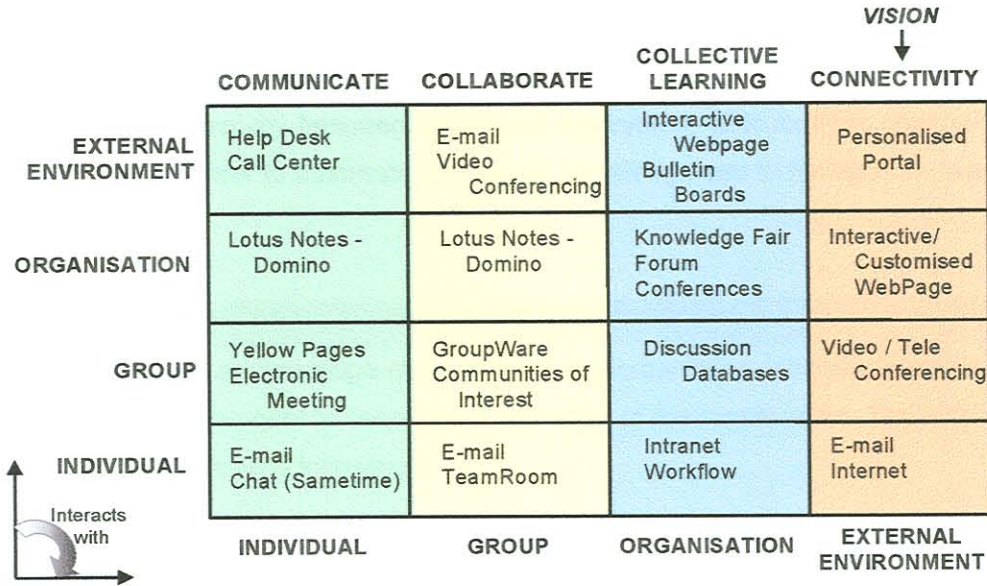 VISION
COMMUNICATE
COLLABORATE
COLLECTIVE
LEARNING
CONNECTIVITY
EXTERNAL
ENVIRONMENT
Help Desk
Call Center
E-mail
Video
Conferencing
Interactive
Webpage
Bulletin
Boards
Personalised
Portal
ORGANISATION
Lotus Notes -
Domino
Lotus Notes -
Domino
Knowledge Fair
Forum
Conferences
Interactive/
Customised
WebPage
GROUP
Yellow Pages
Electronic
Meeting
GroupWare
Communities of
Interest
Discussion
Databases
Video / Tele
Conferencing
INDIVIDUAL
E-mail
Chat (Sametime)
E-mail
TeamRoom
Intranet
Workflow
E-mail
Internet
Interacts
with
INDIVIDUAL
GROUP
ORGANISATION
EXTERNAL
ENVIRONMENT